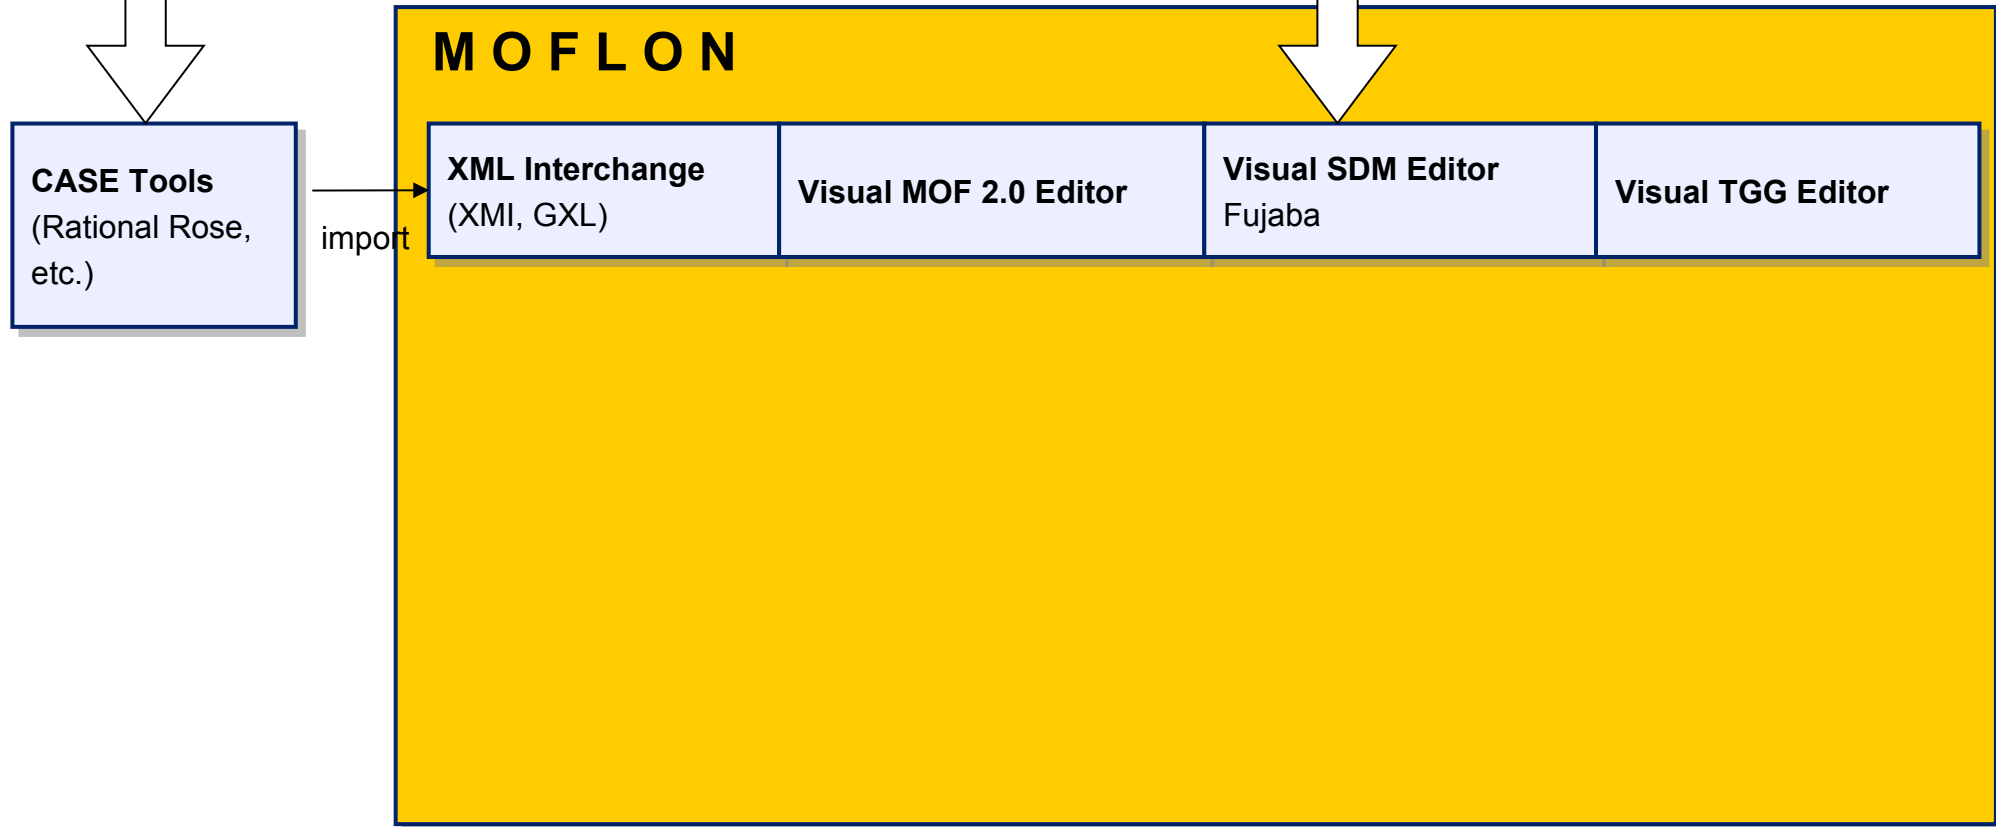 M O F L O N
CASE Tools
(Rational Rose,
etc.)
import
XML Interchange
(XMI, GXL)
Visual MOF 2.0 Editor
Visual SDM Editor
Fujaba
Visual TGG Editor